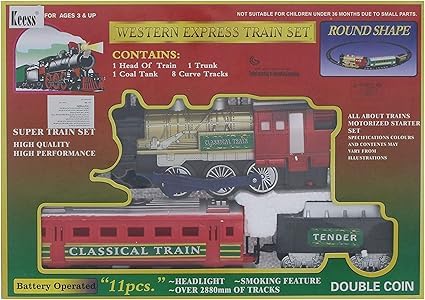 Keess
FOR AGES 3 & UP
NOT SUITABLE FOR CHILDREN UNDER 36 MONTHS DUE TO SMALL PARTS.
WESTERN EXPRESS TRAIN SET
ROUND SHAPE
CONTAINS:
1 Head Of Train 1 Trunk
1 Coal Tank 8 Curve Tracks
SUPER TRAIN SET
HIGH QUALITY
HIGH PERFORMANCE
ALL ABOUT TRAINS
MOTORIZED STARTER
SET
SPECIFICATIONS COLOURS
AND CONTENTS MAY
VARY FROM
ILLUSTRATIONS
CLASSICAL TRAIN
CLASSICAL TRAIN
TENDER
Battery Operated
"11pcs."
~HEADLIGHT ~SMOKING FEATURE
~OVER 2880mm OF TRACKS
DOUBLE COIN